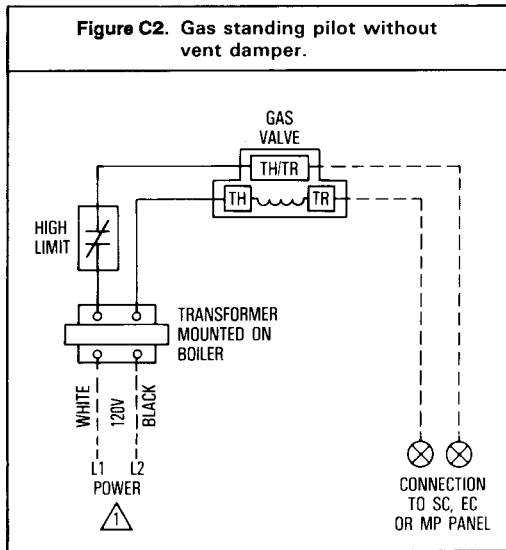 Figure C2. Gas standing pilot without
vent damper.
GAS
VALVE
TH/TR
TH
TR
HIGH
LIMIT
TRANSFORMER
MOUNTED ON
BOILER
WHITE
120V
BLACK
L1
L2
POWER
1
CONNECTION
TO SC, EC
OR MP PANEL